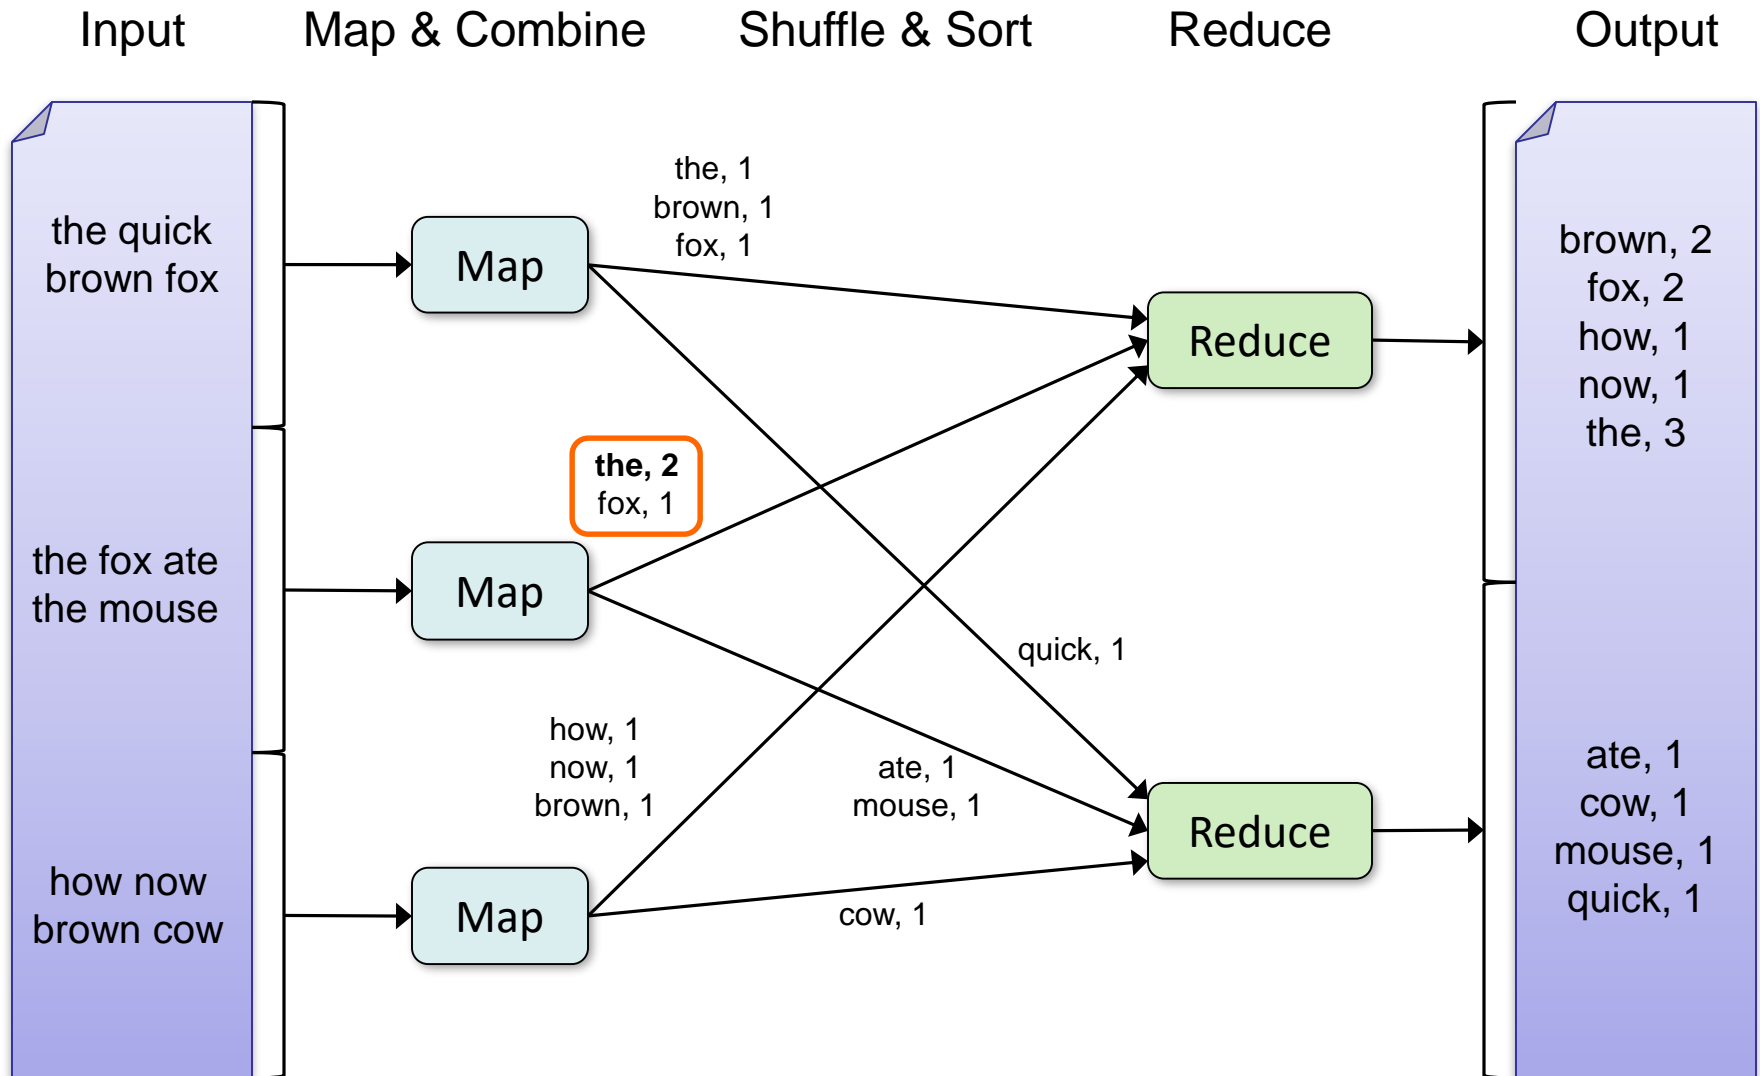 Input
Map & Combine
Shuffle & Sort
Reduce
Output
the quick
brown fox
the fox ate
the mouse
how now
brown cow
Map
Map
Map
the, 1
brown, 1
fox, 1
the, 2
fox, 1
how, 1
now, 1
brown, 1
quick, 1
ate, 1
mouse, 1
cow, 1
Reduce
Reduce
brown, 2
fox, 2
how, 1
now, 1
the, 3
ate, 1
cow, 1
mouse, 1
quick, 1